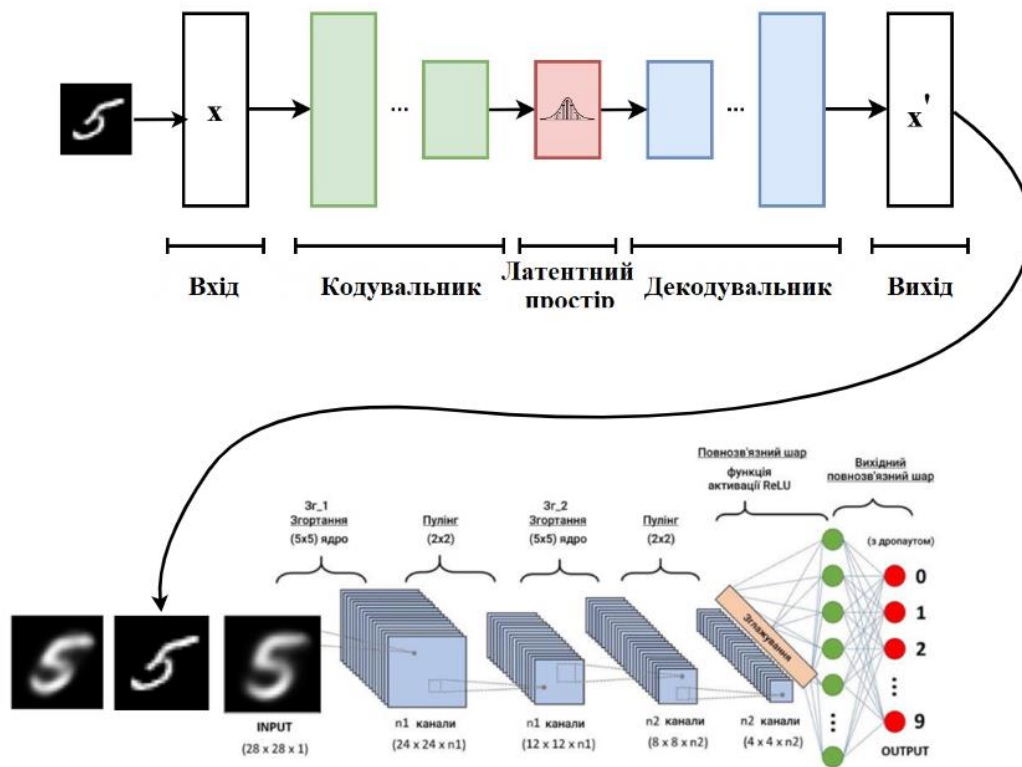 x
...
...
x'
Вхід
Кодувальник
Латентний
простір
Декодувальник
Вихід
Повнозв'язний шар
функція
активації ReLU
Вихідний
повнозв'язний шар
Зг_1
Згортання
(5x5) ядро
Пулінг
(2x2)
Зг_2
Згортання
(5x5) ядро
Пулінг
(2x2)
(з дропаутом)
Зглажування
0
1
2
9
INPUT
(28 x 28 x 1)
n1 канали
(24 x 24 x n1)
n1 канали
(12 x 12 x n1)
n2 канали
(8 x 8 x n2)
n2 канали
(4 x 4 x n2)
OUTPUT